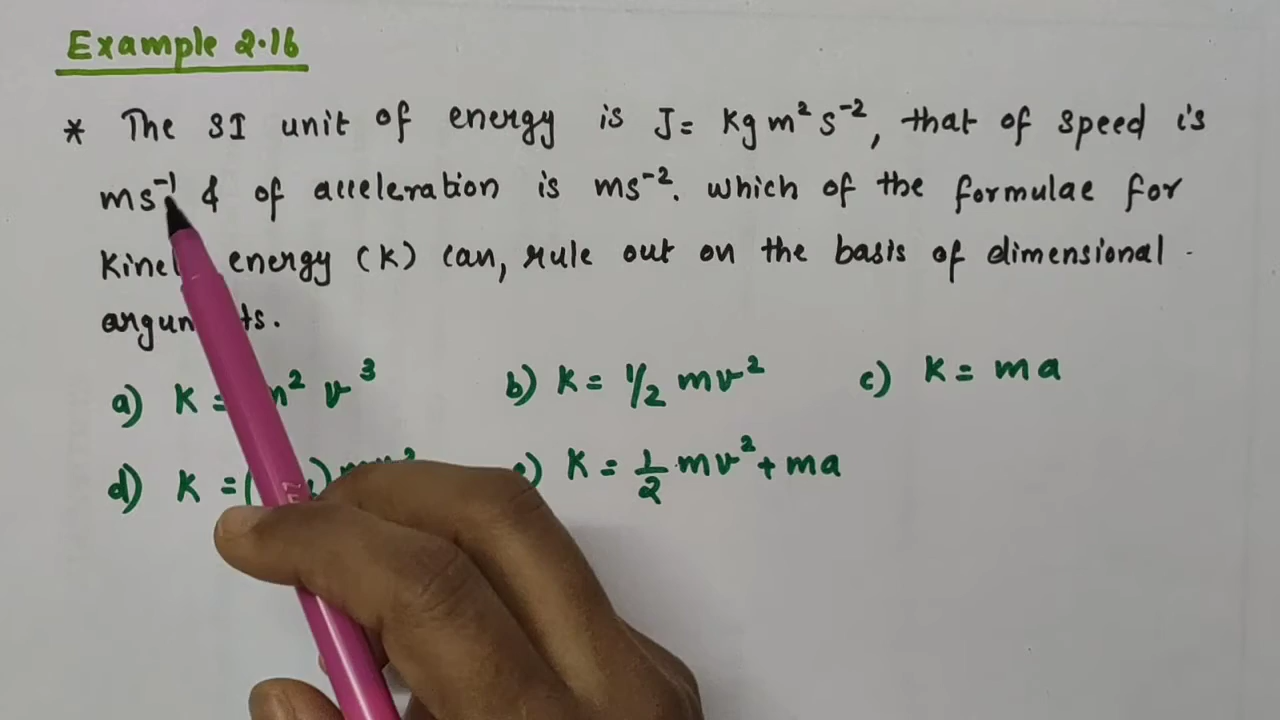 Example 2.16
* The SI unit of energy is J = Kg m² s⁻², that of speed is
ms⁻¹ & of acceleration is ms⁻². Which of the formulae for
energy (K) can, rule out on the basis of dimensional
a) K = v³ b) K = 1/2 mv² c) K = ma
d) K = ( K = 1/2 mv² + ma